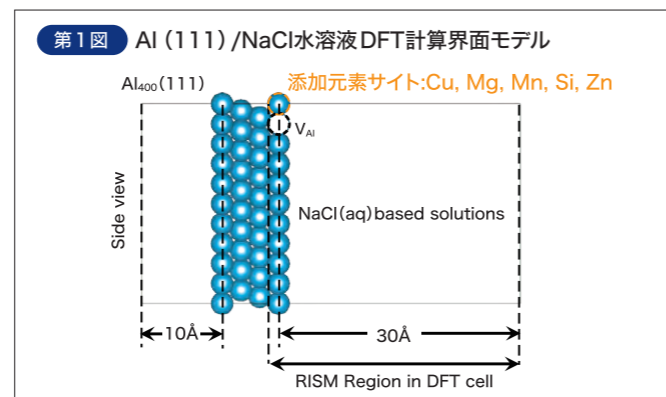 第1図 Al(111)/NaCl水溶液DFT計算界面モデル
Al₄₀₀(111)
添加元素サイト:Cu, Mg, Mn, Si, Zn
V_Al
Side view
NaCl(aq)based solutions
10Å
30Å
RISM Region in DFT cell